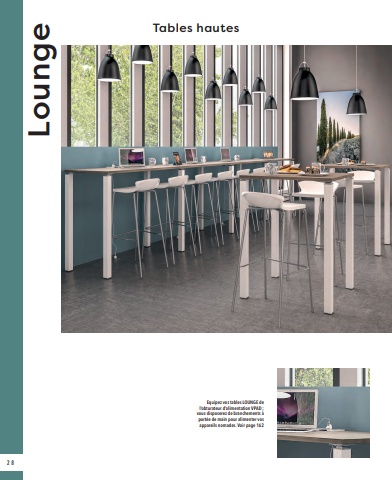 Lounge
Tables hautes
Equipez vos tables LOUNGE de
l'obturateur d'alimentation VPAD ;
vous disposerez de branchements à
portée de main pour alimenter vos
appareils nomades. Voir page 162
28